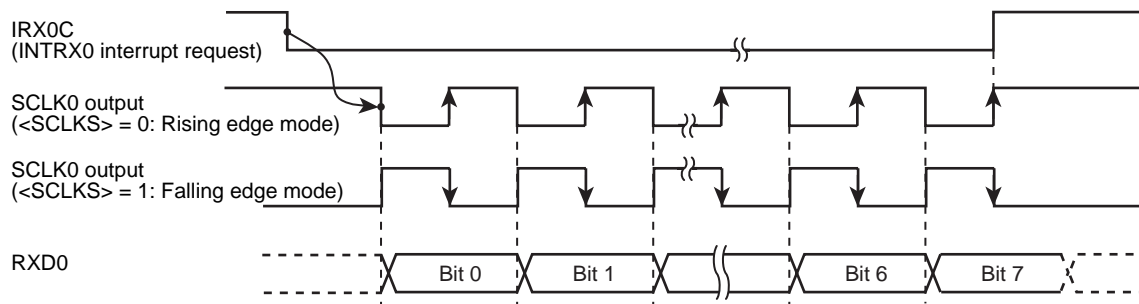 IRX0C
(INTRX0 interrupt request)
SCLK0 output
(<SCLKS> = 0: Rising edge mode)
SCLK0 output
(<SCLKS> = 1: Falling edge mode)
RXD0
Bit 0
Bit 1
Bit 6
Bit 7